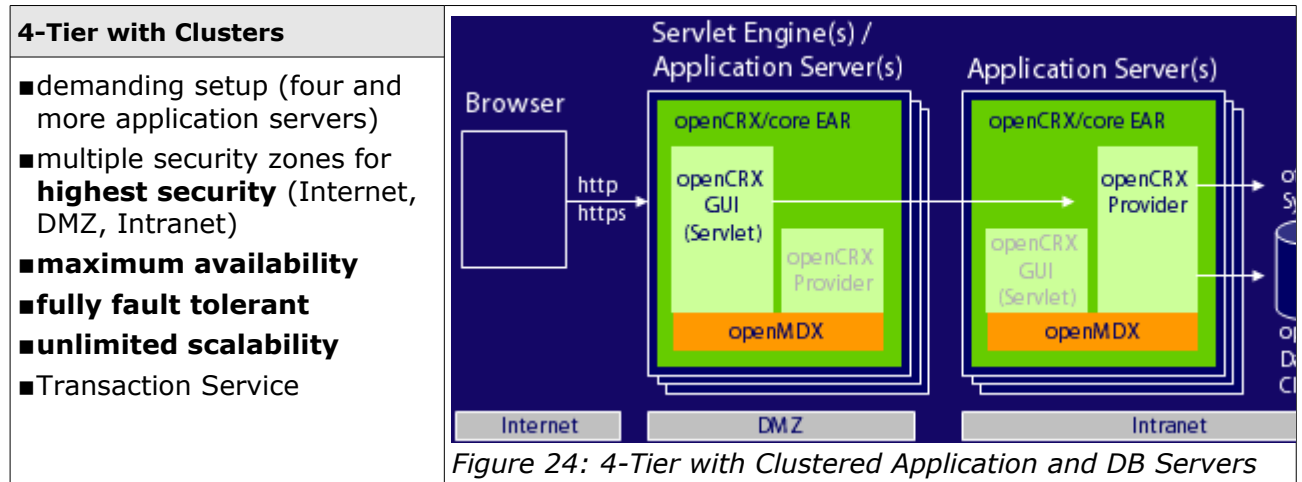 4-Tier with Clusters
■demanding setup (four and
more application servers)
■multiple security zones for
highest security (Internet,
DMZ, Intranet)
■maximum availability
■fully fault tolerant
■unlimited scalability
■Transaction Service
Browser
http
https
Servlet Engine(s) /
Application Server(s)
openCRX/core EAR
openCRX
GUI
(Servlet)
openCRX
Provider
openMDX
Application Server(s)
openCRX/core EAR
openCRX
GUI
(Servlet)
openCRX
Provider
openMDX
Internet
DMZ
Intranet
Figure 24: 4-Tier with Clustered Application and DB Servers